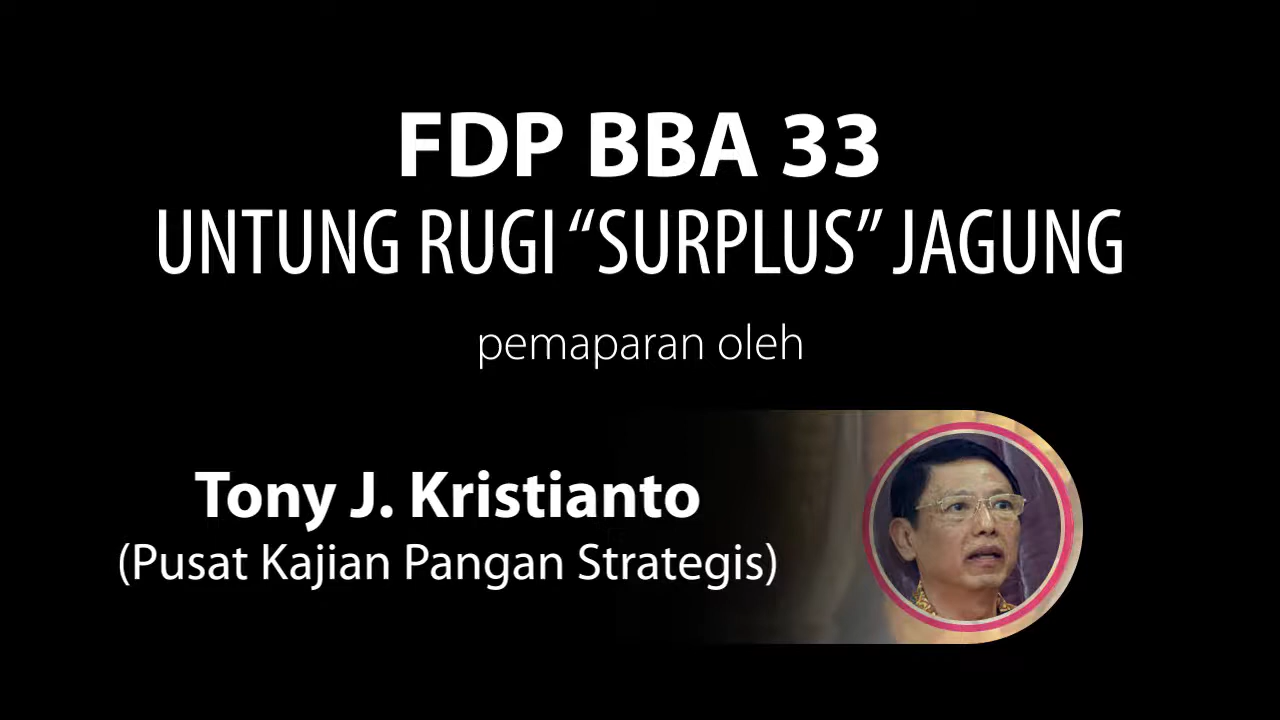 FDP BBA 33
UNTUNG RUGI “SURPLUS” JAGUNG
pemaparan oleh
Tony J. Kristianto
(Pusat Kajian Pangan Strategis)